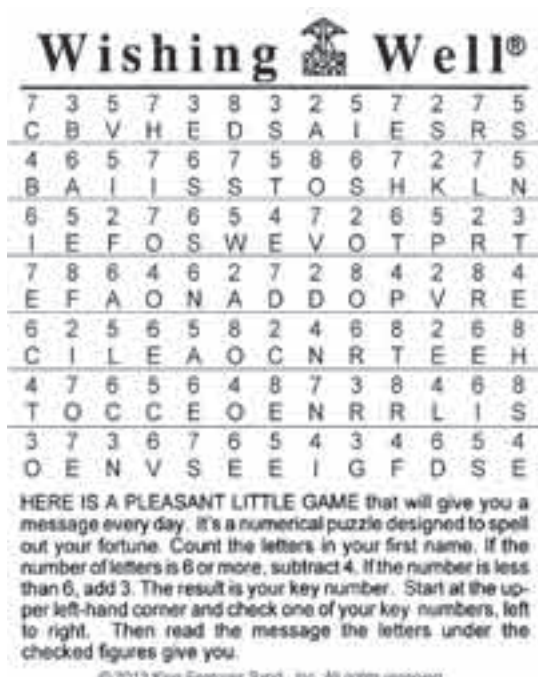 Wishing Well®
7 3 5 7 3 8 3 2 5 7 2 7 5
C B V H E D S A I E S R S
4 6 5 7 6 7 5 8 6 7 2 7 5
B A I I S S T O S H K L N
6 5 2 7 6 5 4 7 2 6 5 2 3
I E F O S W E V O T P R T
7 8 6 4 6 2 7 2 8 4 2 8 4
E F A O N A D D O P V R E
6 2 5 6 5 8 2 4 6 8 2 6 8
C I L E A O C N R T E E H
4 7 6 5 6 4 8 7 3 8 4 6 8
T O C C E O E N R R L I S
3 7 3 6 7 6 5 4 3 4 6 5 4
O E N V S E E I G F D S E
HERE IS A PLEASANT LITTLE GAME that will give you a
message every day. It's a numerical puzzle designed to spell
out your fortune. Count the letters in your first name. If the
number of letters is 6 or more, subtract 4. If the number is less
than 6, add 3. The result is your key number. Start at the up-
per left-hand corner and check one of your key numbers, left
to right. Then read the message the letters under the
checked figures give you.
© 2013 King Features Synd., Inc. All rights reserved.